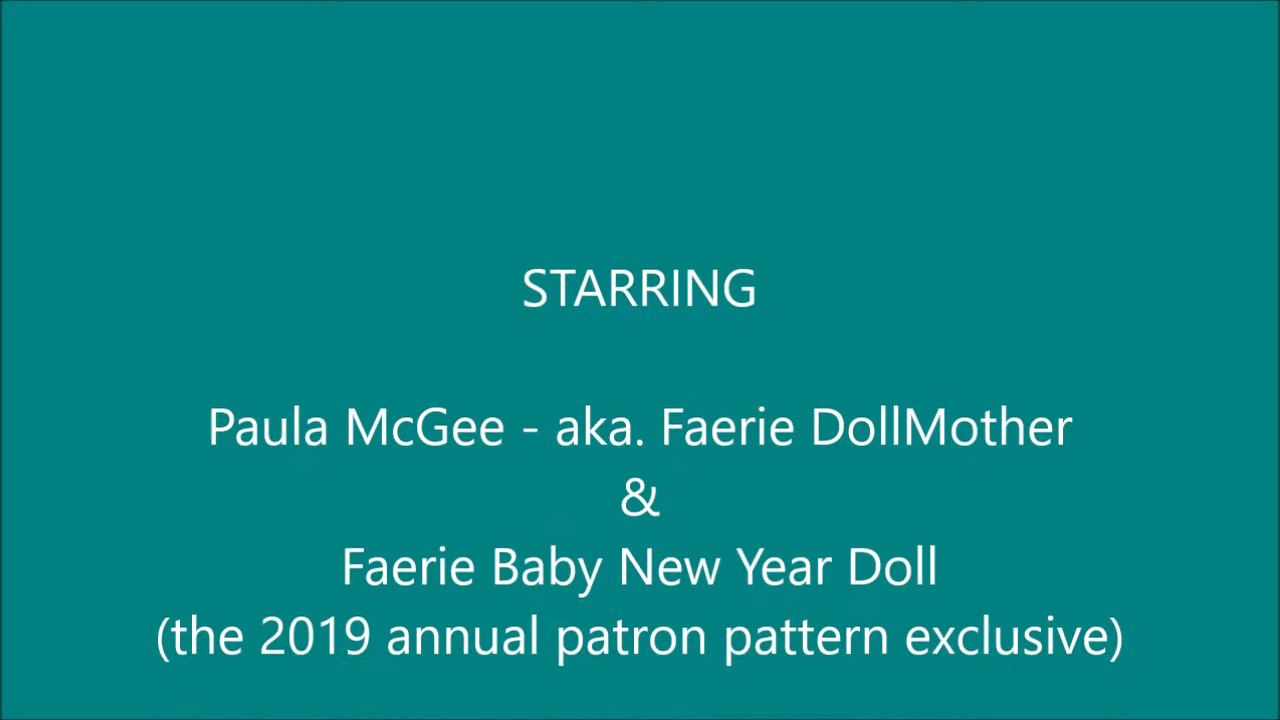 STARRING
Paula McGee - aka. Faerie DollMother
&
Faerie Baby New Year Doll
(the 2019 annual patron pattern exclusive)